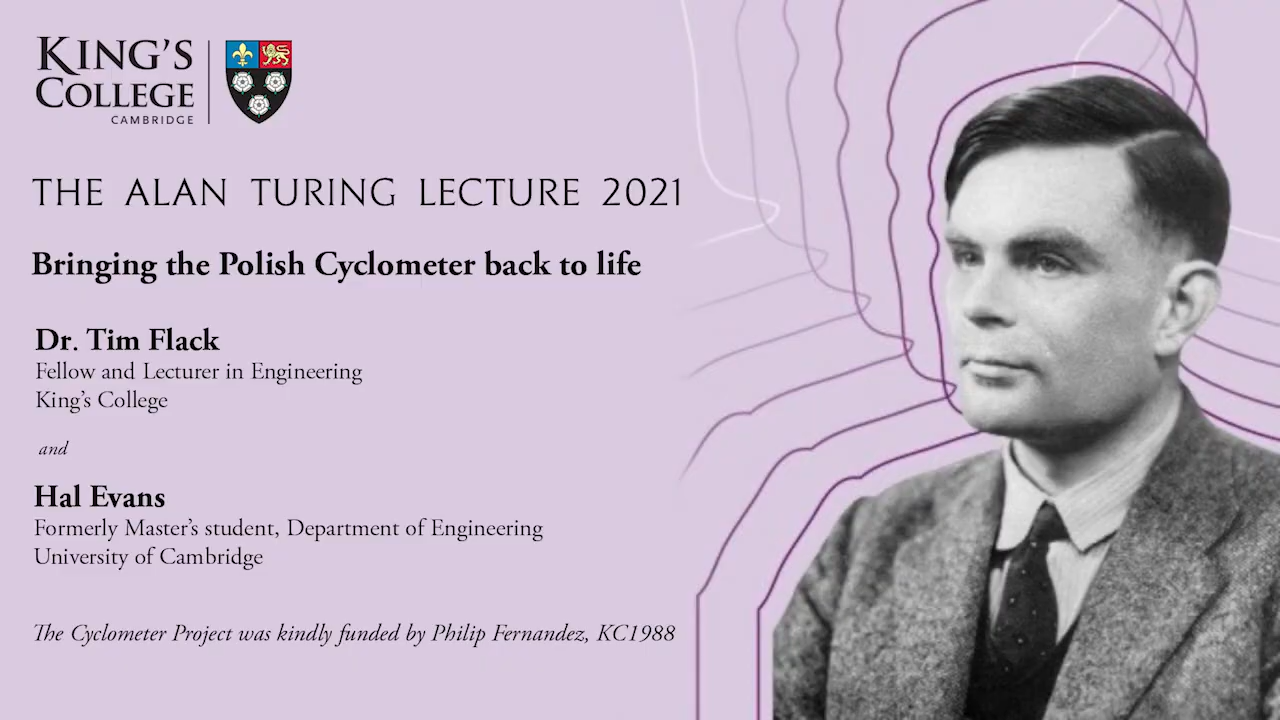 KING'S
COLLEGE
CAMBRIDGE
THE ALAN TURING LECTURE 2021
Bringing the Polish Cyclometer back to life
Dr. Tim Flack
Fellow and Lecturer in Engineering
King's College
and
Hal Evans
Formerly Master's student, Department of Engineering
University of Cambridge
The Cyclometer Project was kindly funded by Philip Fernandez, KC1988